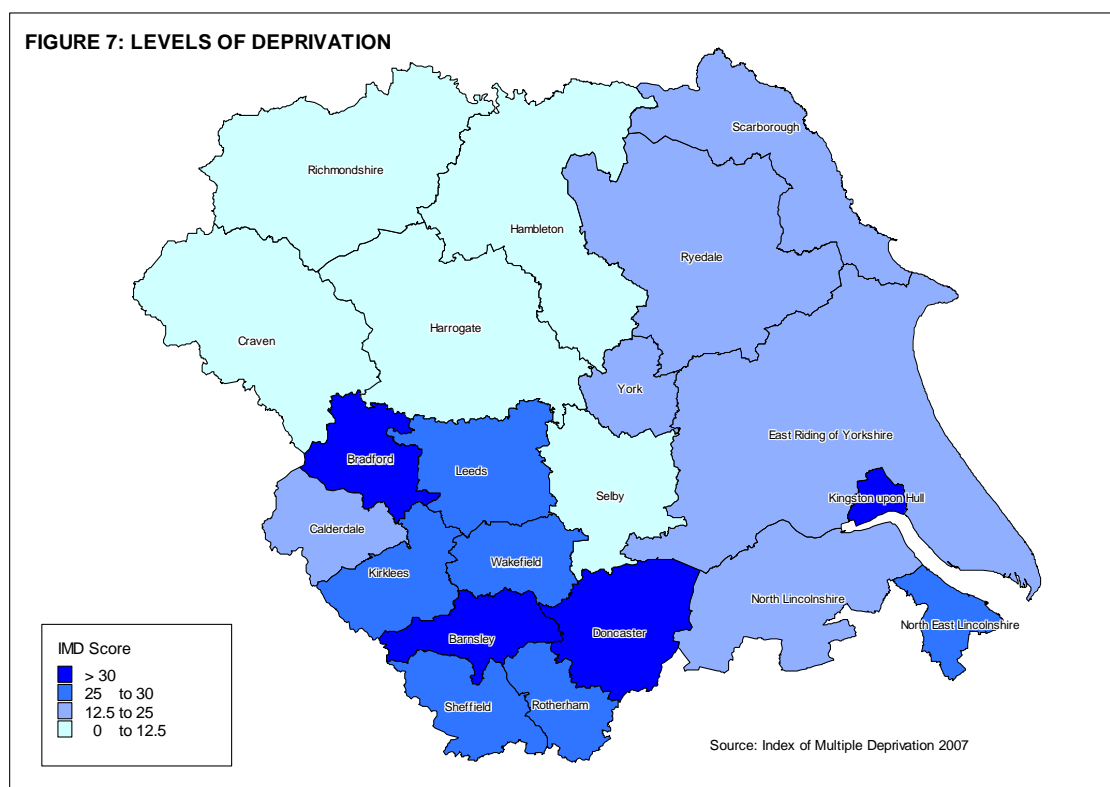 FIGURE 7: LEVELS OF DEPRIVATION
Scarborough
Richmondshire
Hambleton
Ryedale
Harrogate
Craven
York
East Riding of Yorkshire
Bradford
Leeds
Selby
Kingston upon Hull
Calderdale
Wakefield
Kirklees
North Lincolnshire
North East Lincolnshire
Doncaster
Barnsley
Sheffield
Rotherham
IMD Score
> 30
25 to 30
12.5 to 25
0 to 12.5
Source: Index of Multiple Deprivation 2007